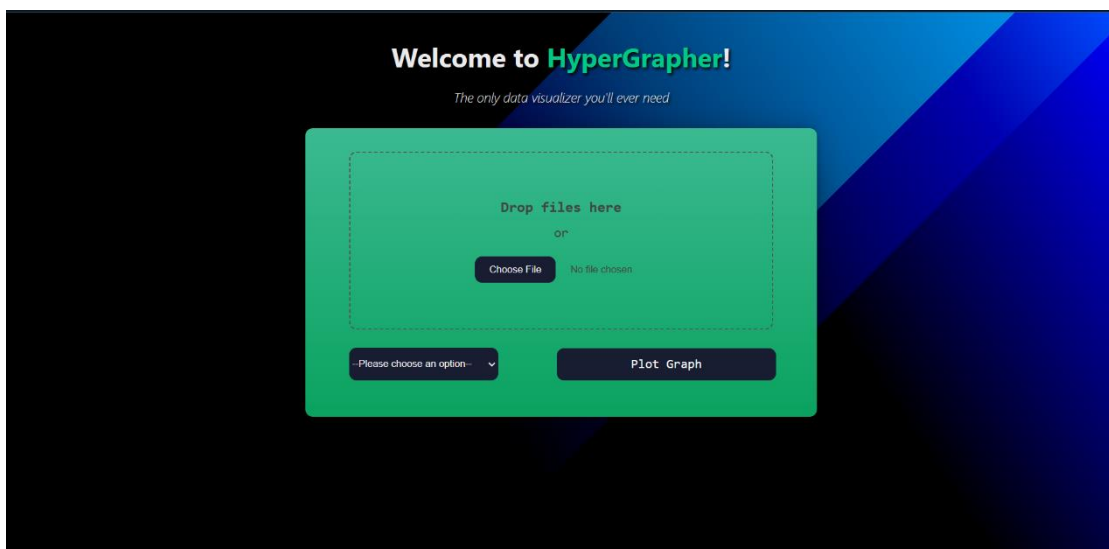 Welcome to HyperGrapher!
The only data visualizer you'll ever need
Drop files here
or
Choose File No file chosen
--Please choose an option-- Plot Graph